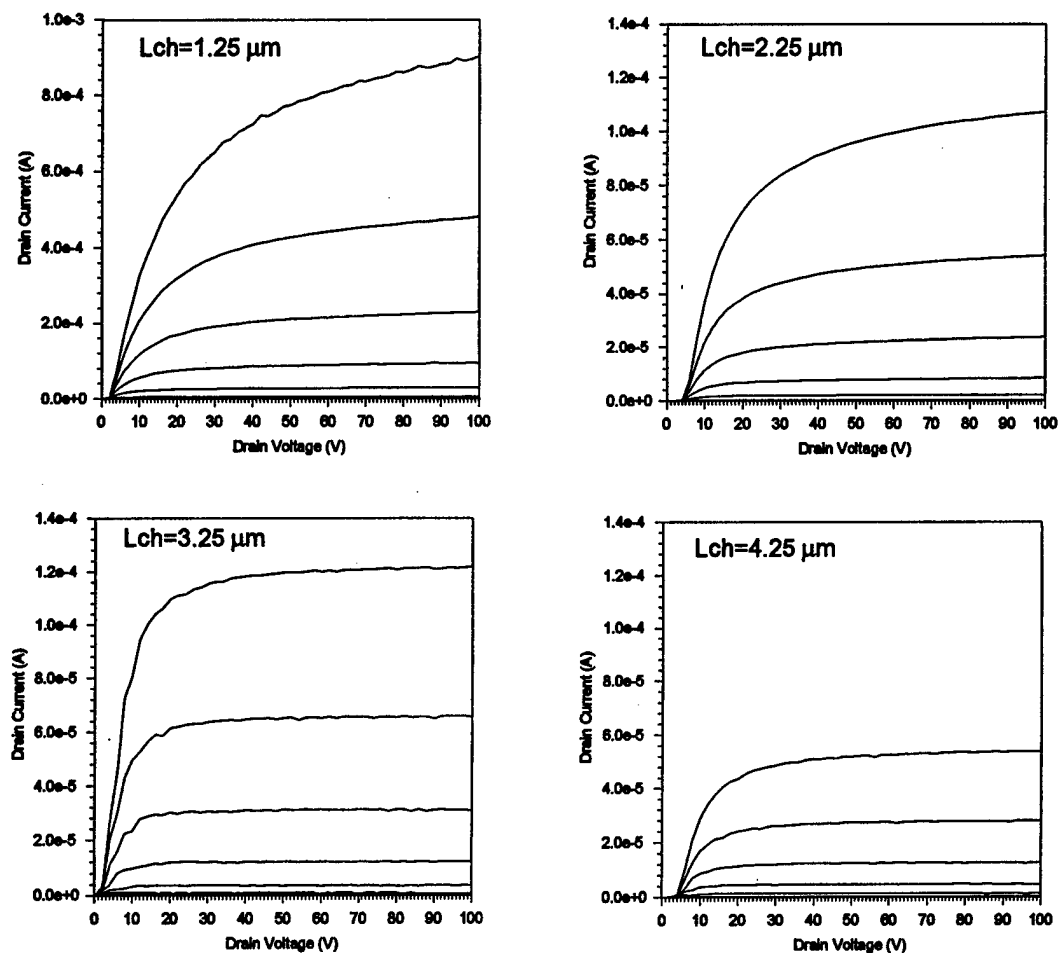 Lch=1.25 μm
Drain Current (A)
1.0e-3
8.0e-4
6.0e-4
4.0e-4
2.0e-4
0.0e+0
0 10 20 30 40 50 60 70 80 90 100
Drain Voltage (V)
Lch=2.25 μm
Drain Current (A)
1.4e-4
1.2e-4
1.0e-4
8.0e-5
6.0e-5
4.0e-5
2.0e-5
0.0e+0
0 10 20 30 40 50 60 70 80 90 100
Drain Voltage (V)
Lch=3.25 μm
Drain Current (A)
1.4e-4
1.2e-4
1.0e-4
8.0e-5
6.0e-5
4.0e-5
2.0e-5
0.0e+0
0 10 20 30 40 50 60 70 80 90 100
Drain Voltage (V)
Lch=4.25 μm
Drain Current (A)
1.4e-4
1.2e-4
1.0e-4
8.0e-5
6.0e-5
4.0e-5
2.0e-5
0.0e+0
0 10 20 30 40 50 60 70 80 90 100
Drain Voltage (V)